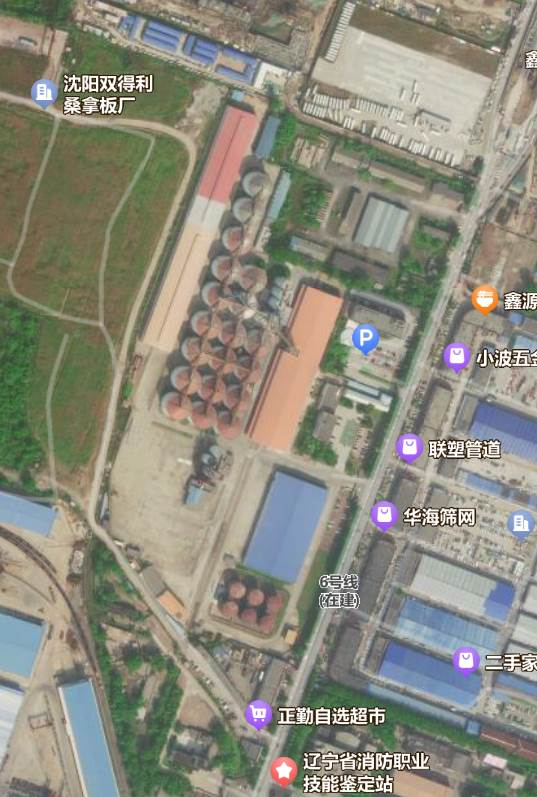 鑫
沈阳双得利
桑拿板厂
鑫源
P
小波五金
联塑管道
华海筛网
6号线
(在建)
二手家
正勤自选超市
辽宁省消防职业
技能鉴定站